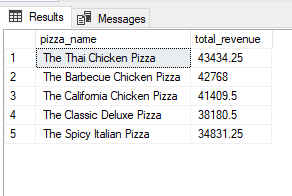 Results Messages
pizza_name total_revenue
1 The Thai Chicken Pizza 43434.25
2 The Barbecue Chicken Pizza 42768
3 The California Chicken Pizza 41409.5
4 The Classic Deluxe Pizza 38180.5
5 The Spicy Italian Pizza 34831.25